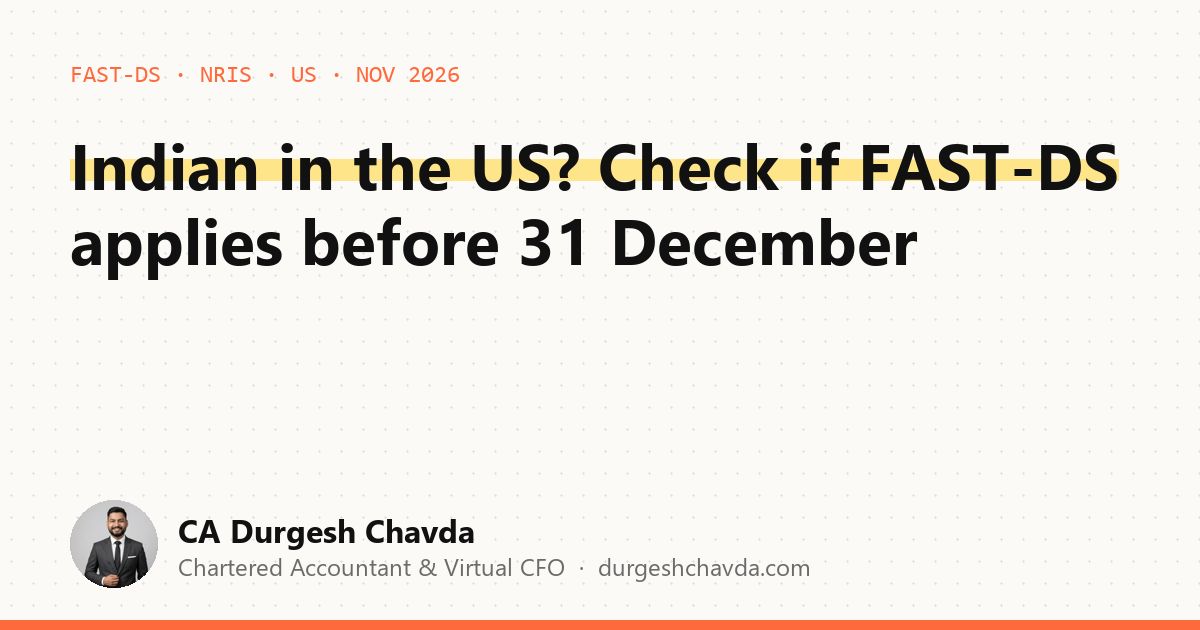 FAST-DS · NRIS · US · NOV 2026
Indian in the US? Check if FAST-DS
applies before 31 December
CA Durgesh Chavda
Chartered Accountant & Virtual CFO · durgeshchavda.com